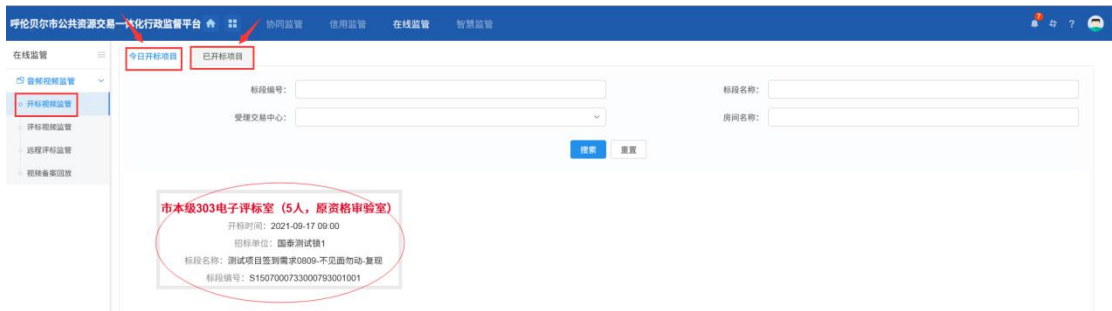 呼伦贝尔市公共资源交易一体化行政监督平台 协同监管 信用监管 在线监管 智慧监管 7 ?
在线监管 今日开标项目 已开标项目
音频视频监管
标段编号: 标段名称:
开标视频监管
受理交易中心: 房间名称:
评标视频监管
远程评标监管
搜索 重置
视频备案回放
市本级303电子评标室（5人，原资格审验室）
开标时间: 2021-09-17 09:00
招标单位: 国泰测试锁1
标段名称: 测试项目签到需求0809-不见面勿动-复现
标段编号: S1507000733000793001001